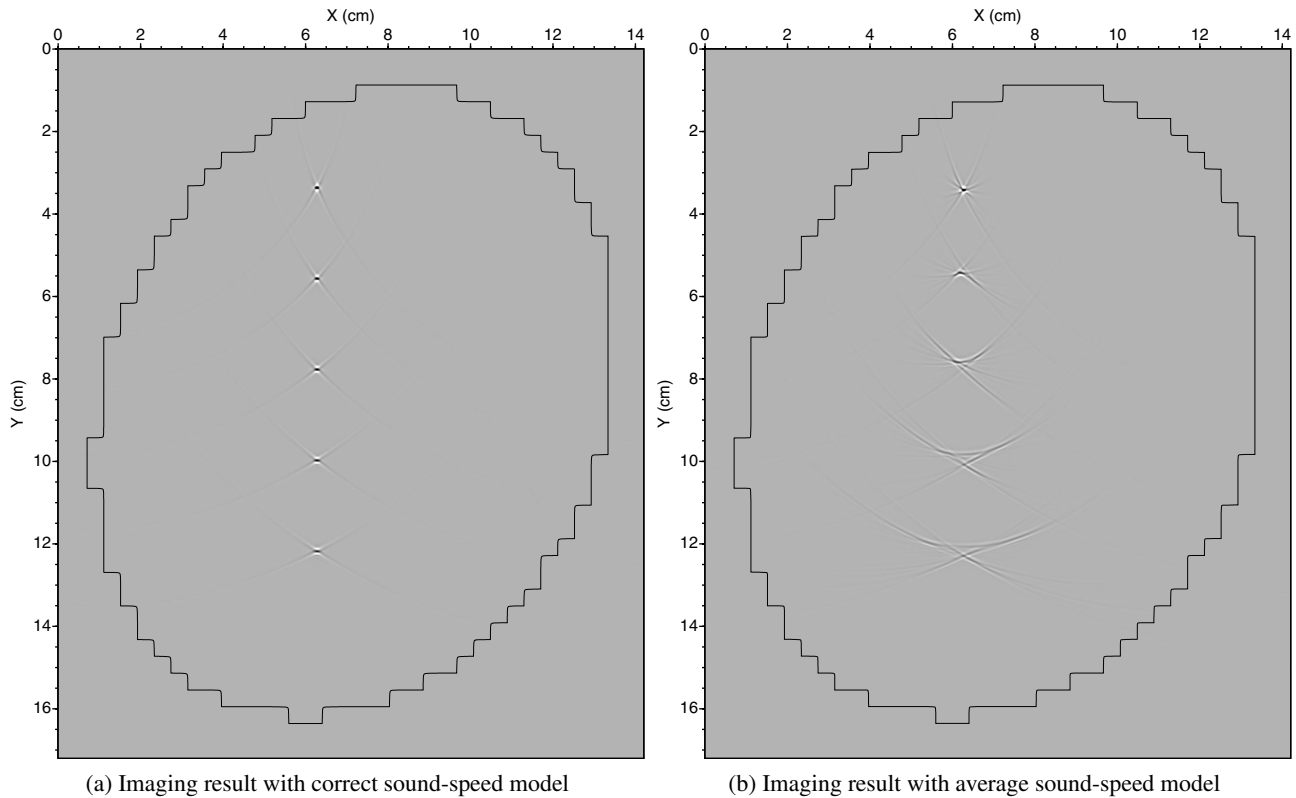 X (cm)
0 2 4 6 8 10 12 14
0
2
4
6
8
10
12
14
16
Y (cm)
(a) Imaging result with correct sound-speed model
X (cm)
0 2 4 6 8 10 12 14
0
2
4
6
8
10
12
14
16
Y (cm)
(b) Imaging result with average sound-speed model